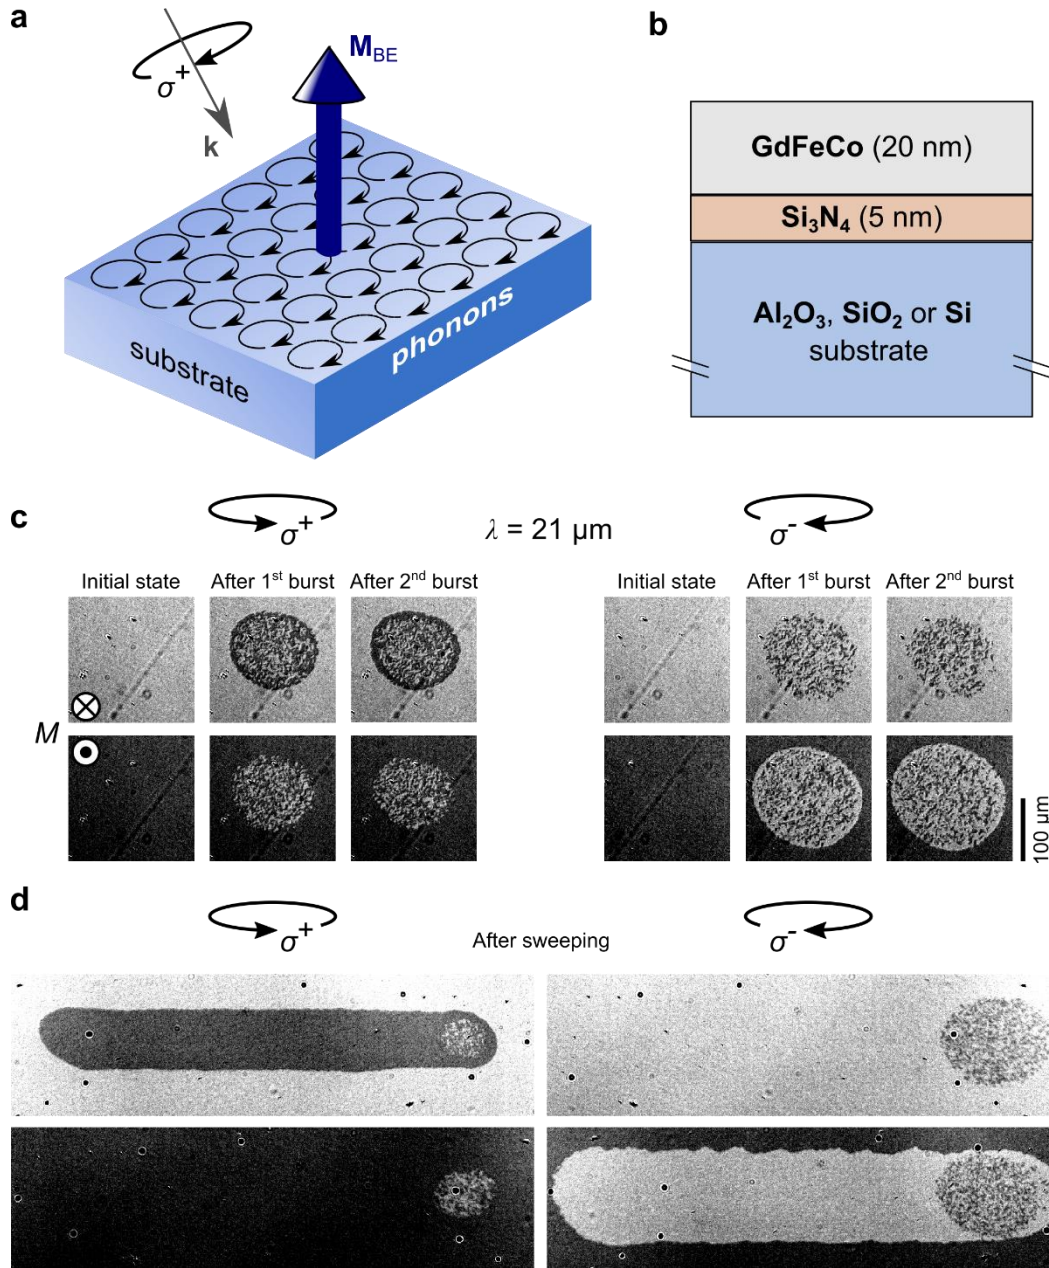 a
σ⁺
k
M_BE
substrate
phonons
b
GdFeCo (20 nm)
Si₃N₄ (5 nm)
Al₂O₃, SiO₂ or Si
substrate
c
σ⁺
λ = 21 μm
σ⁻
Initial state After 1ˢᵗ burst After 2ⁿᵈ burst
Initial state After 1ˢᵗ burst After 2ⁿᵈ burst
M
100 μm
d
σ⁺
After sweeping
σ⁻